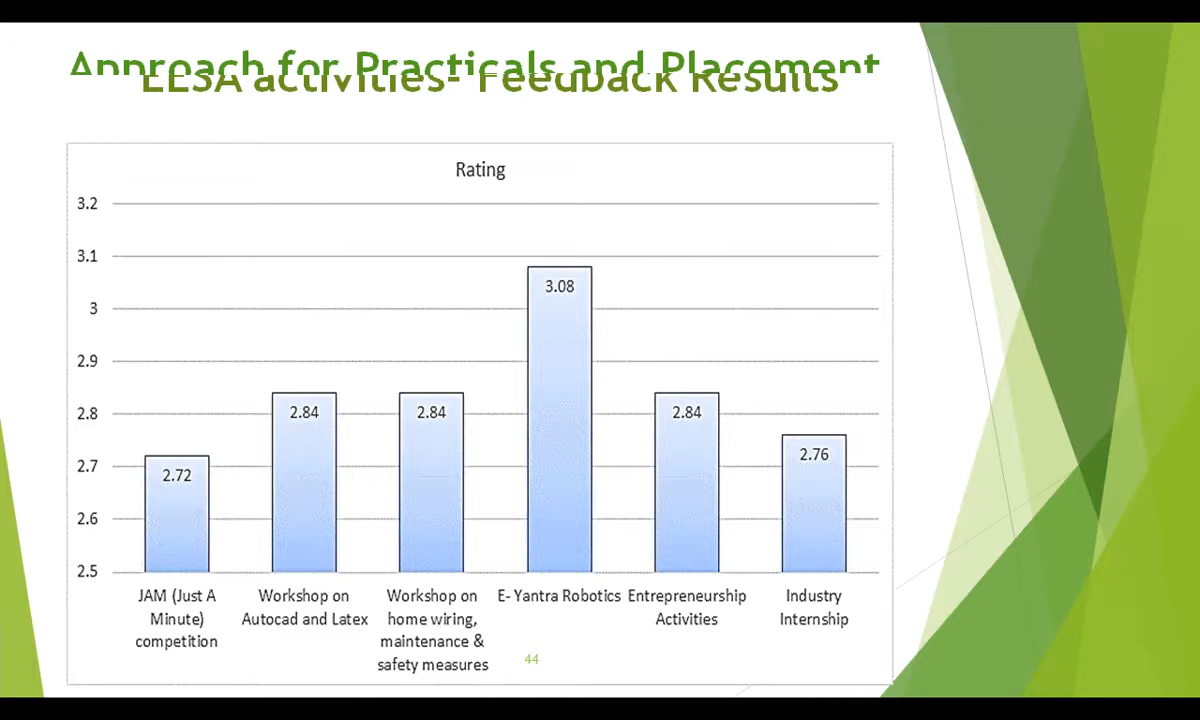 Approach for Practicals and Placement
EESA activities- Feedback Results
Rating
3.2
3.1
3
2.9
2.8
2.7
2.6
2.5
2.72
2.84
2.84
3.08
2.84
2.76
JAM (Just A
Minute)
competition
Workshop on
Autocad and Latex
Workshop on
home wiring,
maintenance &
safety measures
E- Yantra Robotics
Entrepreneurship
Activities
Industry
Internship
44